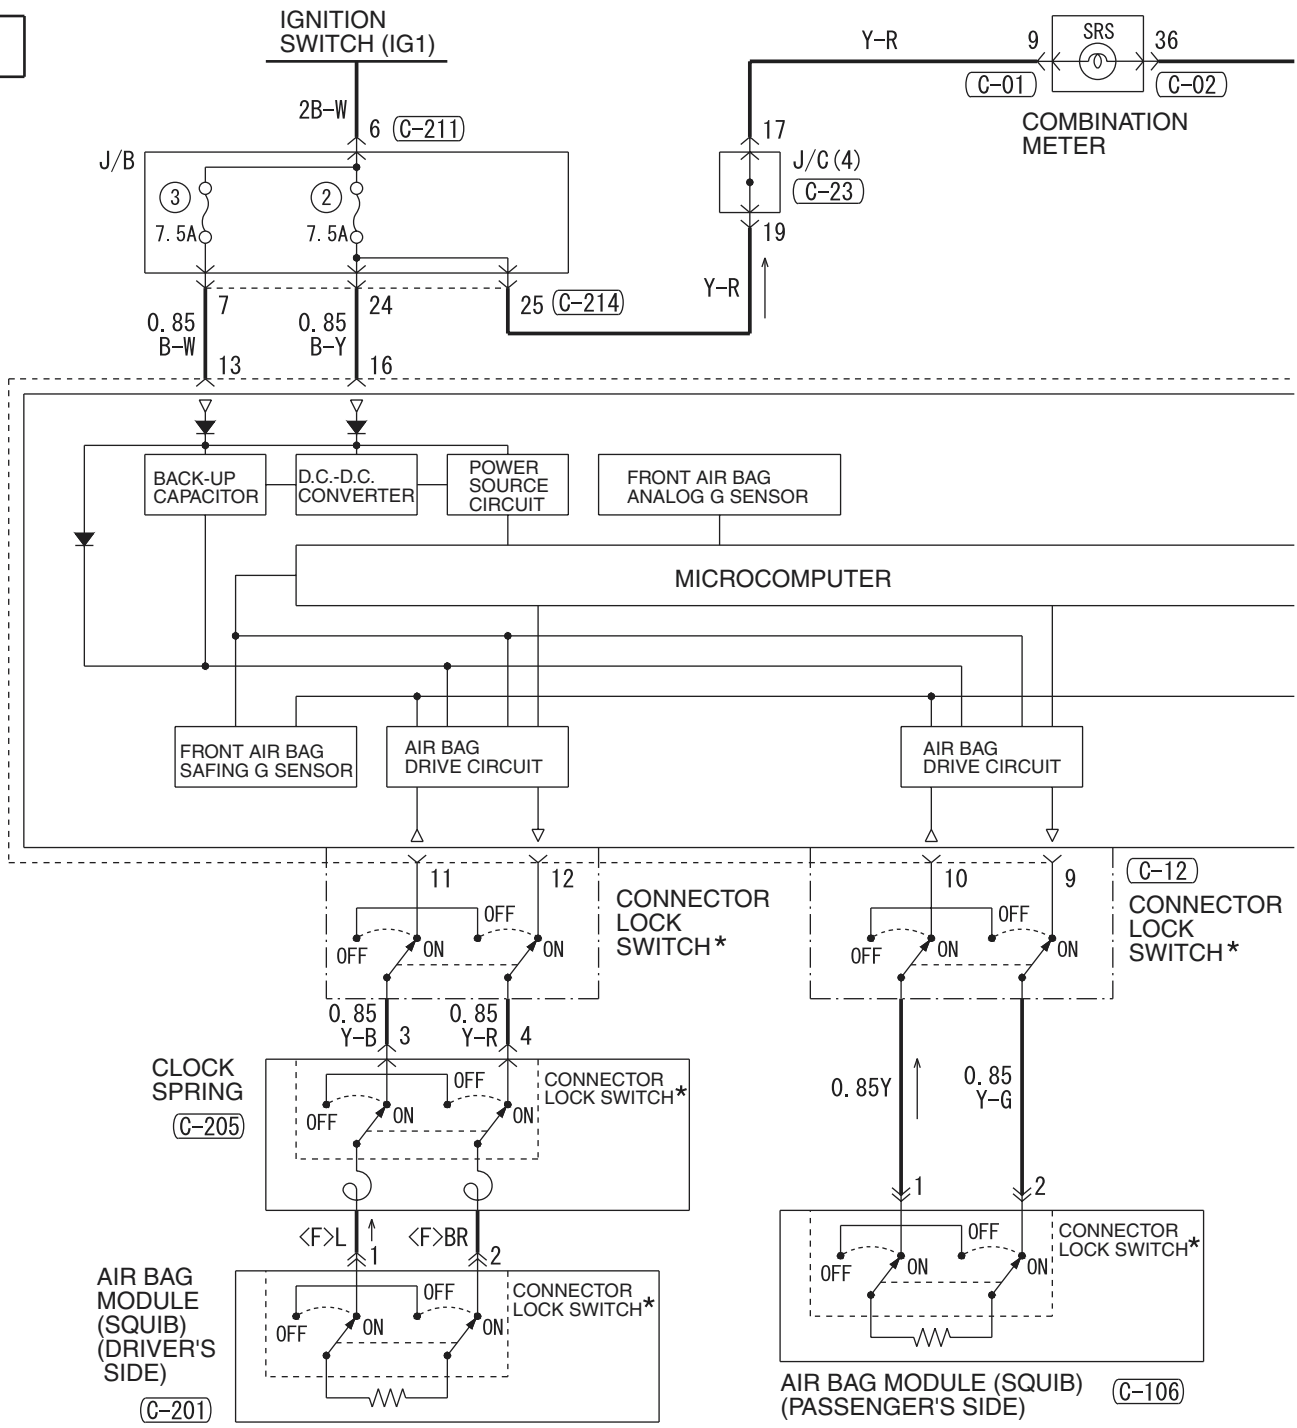 IGNITION
SWITCH (IG1)
2B-W
6 C-211
J/B
3
7.5A
2
7.5A
7
24
25 C-214
0.85
B-W
0.85
B-Y
13
16
Y-R
9
SRS
36
C-01
C-02
COMBINATION
METER
17
J/C(4)
C-23
19
Y-R
BACK-UP
CAPACITOR
D.C.-D.C.
CONVERTER
POWER
SOURCE
CIRCUIT
FRONT AIR BAG
ANALOG G SENSOR
MICROCOMPUTER
FRONT AIR BAG
SAFING G SENSOR
AIR BAG
DRIVE CIRCUIT
AIR BAG
DRIVE CIRCUIT
11
12
OFF
OFF
ON
ON
CONNECTOR
LOCK
SWITCH*
10
9
OFF
OFF
ON
ON
C-12
CONNECTOR
LOCK
SWITCH*
0.85
Y-B
3
0.85
Y-R
4
CLOCK
SPRING
C-205
OFF
OFF
ON
ON
CONNECTOR
LOCK SWITCH*
<F>L
1
<F>BR
2
AIR BAG
MODULE
(SQUIB)
(DRIVER'S
SIDE)
C-201
OFF
OFF
ON
ON
CONNECTOR
LOCK SWITCH*
0.85Y
0.85
Y-G
1
2
OFF
OFF
ON
ON
CONNECTOR
LOCK SWITCH*
AIR BAG MODULE (SQUIB)
(PASSENGER'S SIDE)
C-106